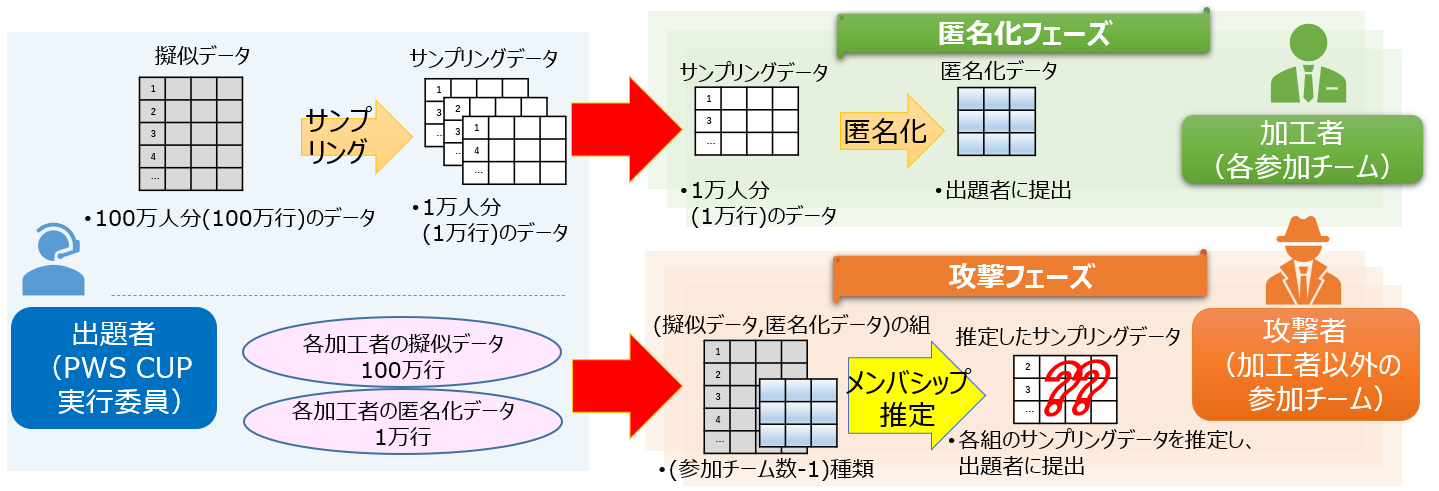 擬似データ
1
2
3
4
…
・100万人分(100万行)のデータ
サンプ
リング
サンプリングデータ
1
3
…
2
3
…
1
4
…
・1万人分
(1万行)のデータ
出題者
（PWS CUP
実行委員）
各加工者の擬似データ
100万行
各加工者の匿名化データ
1万行
匿名化フェーズ
サンプリングデータ
1
3
…
・1万人分
(1万行)のデータ
匿名化
匿名化データ
・出題者に提出
加工者
（各参加チーム）
攻撃フェーズ
(擬似データ,匿名化データ)の組
1
2
3
4
…
・(参加チーム数-1)種類
メンバシップ
推定
推定したサンプリングデータ
2
3
…
??
・各組のサンプリングデータを推定し、
出題者に提出
攻撃者
（加工者以外の
参加チーム）